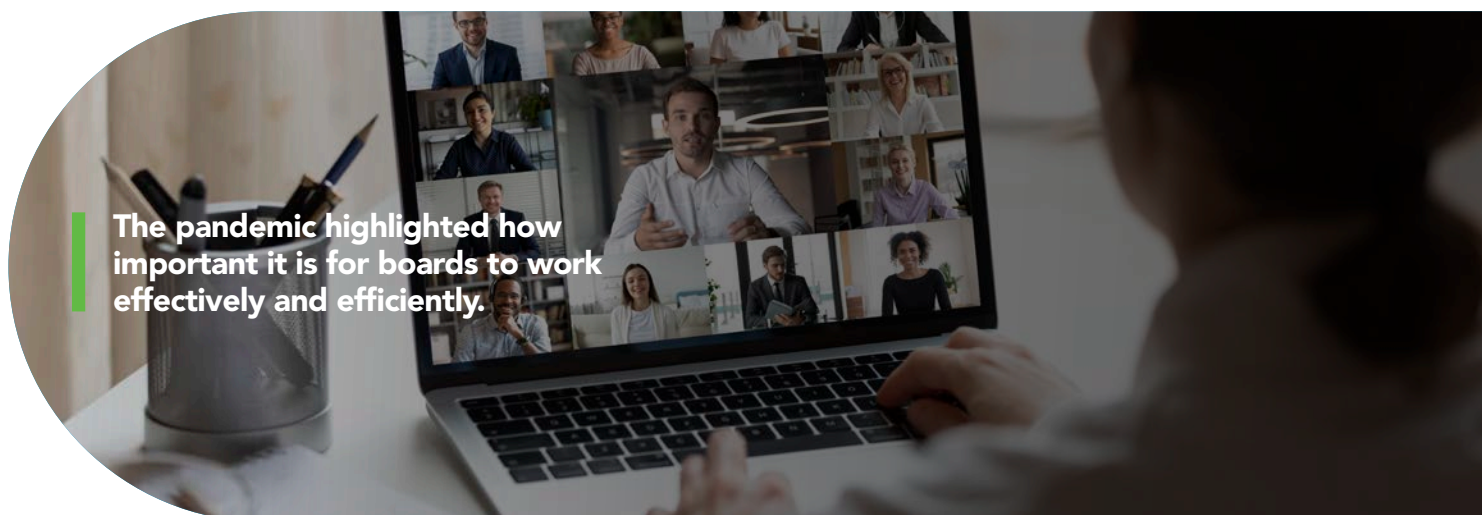 The pandemic highlighted how
important it is for boards to work
effectively and efficiently.